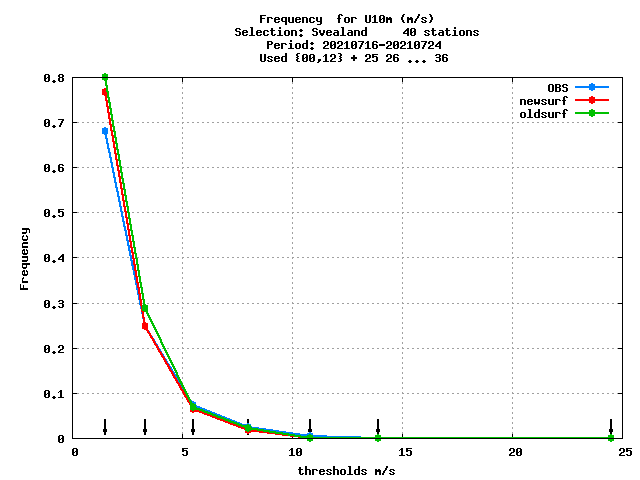 Frequency  for U10m (m/s)
Selection: Svealand     40 stations
Period: 20210716-20210724
Used {00,12} + 25 26 ... 36
OBS
newsurf
oldsurf
0.8
0.7
0.6
0.5
0.4
0.3
0.2
0.1
0
Frequency
0 5 10 15 20 25
thresholds m/s